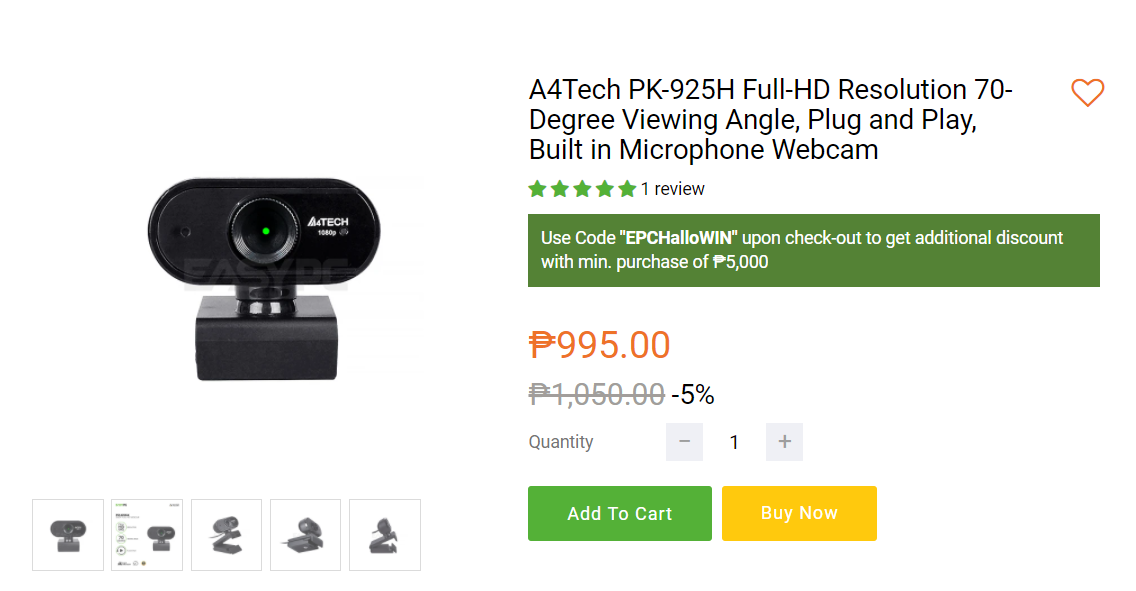 A4TECH
1080p
EASYPC
A4Tech PK-925H Full-HD Resolution 70-
Degree Viewing Angle, Plug and Play,
Built in Microphone Webcam
1 review
Use Code "EPCHalloWIN" upon check-out to get additional discount
with min. purchase of ₱5,000
₱995.00
₱1,050.00 -5%
Quantity − 1 +
Add To Cart Buy Now